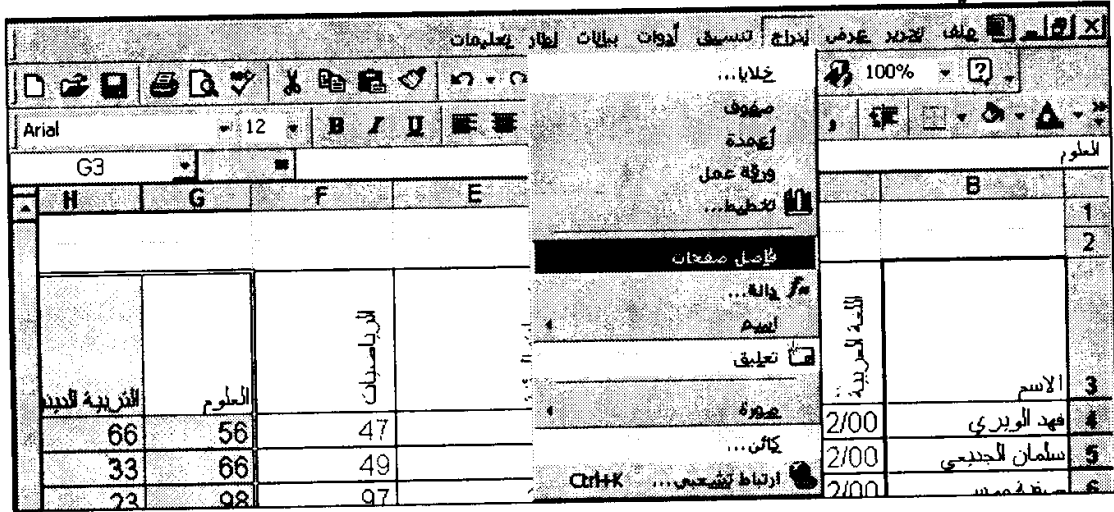 ملف تحرير عرض إدراج تنسيق أدوات بيانات إطار تعليمات
خلايا...
100%
صفوف
أعمدة
Arial 12 B I U
ورقة عمل
العلوم
G3 =
تخطيط...
B E F G H
1
2
فاصل صفحات
دالة...
اسم
تعليق
صورة
كائن...
ارتباط تشعبي... Ctrl+K
3 الاسم اللغة العربية الرياضيات العلوم التربية
4 فهد الوبري 2/00 47 56 66
5 سلمان 2/00 49 66 33
6 2/00 97 98 23